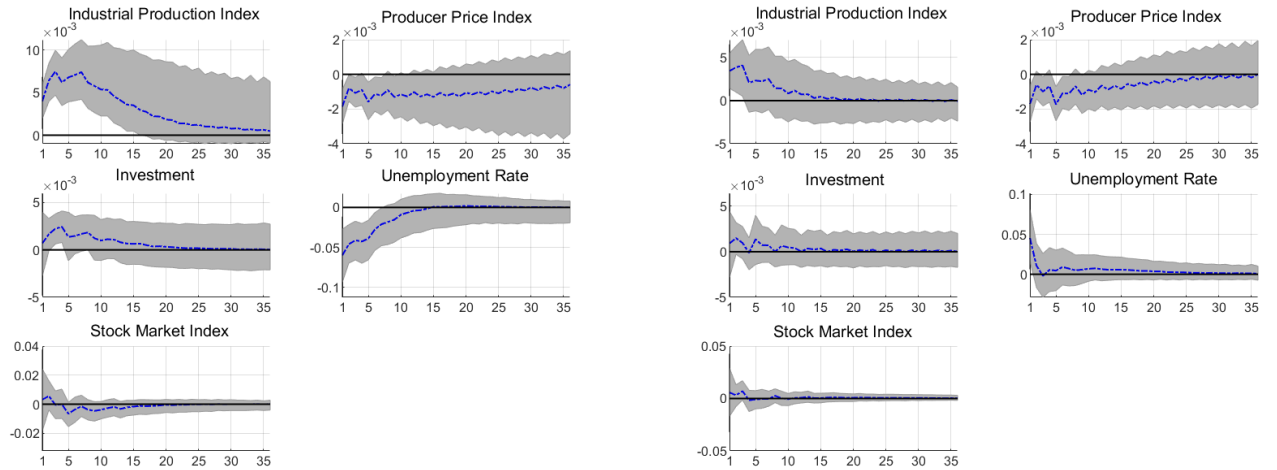 Industrial Production Index
×10⁻³
10
5
0
1 5 10 15 20 25 30 35
Producer Price Index
×10⁻³
2
0
-2
-4
1 5 10 15 20 25 30 35
Investment
×10⁻³
5
0
-5
1 5 10 15 20 25 30 35
Unemployment Rate
0
-0.05
-0.1
1 5 10 15 20 25 30 35
Stock Market Index
0.04
0.02
0
-0.02
1 5 10 15 20 25 30 35
Industrial Production Index
×10⁻³
5
0
-5
1 5 10 15 20 25 30 35
Producer Price Index
×10⁻³
2
0
-2
-4
1 5 10 15 20 25 30 35
Investment
×10⁻³
5
0
-5
1 5 10 15 20 25 30 35
Unemployment Rate
0.1
0.05
0
1 5 10 15 20 25 30 35
Stock Market Index
0.05
0
-0.05
1 5 10 15 20 25 30 35